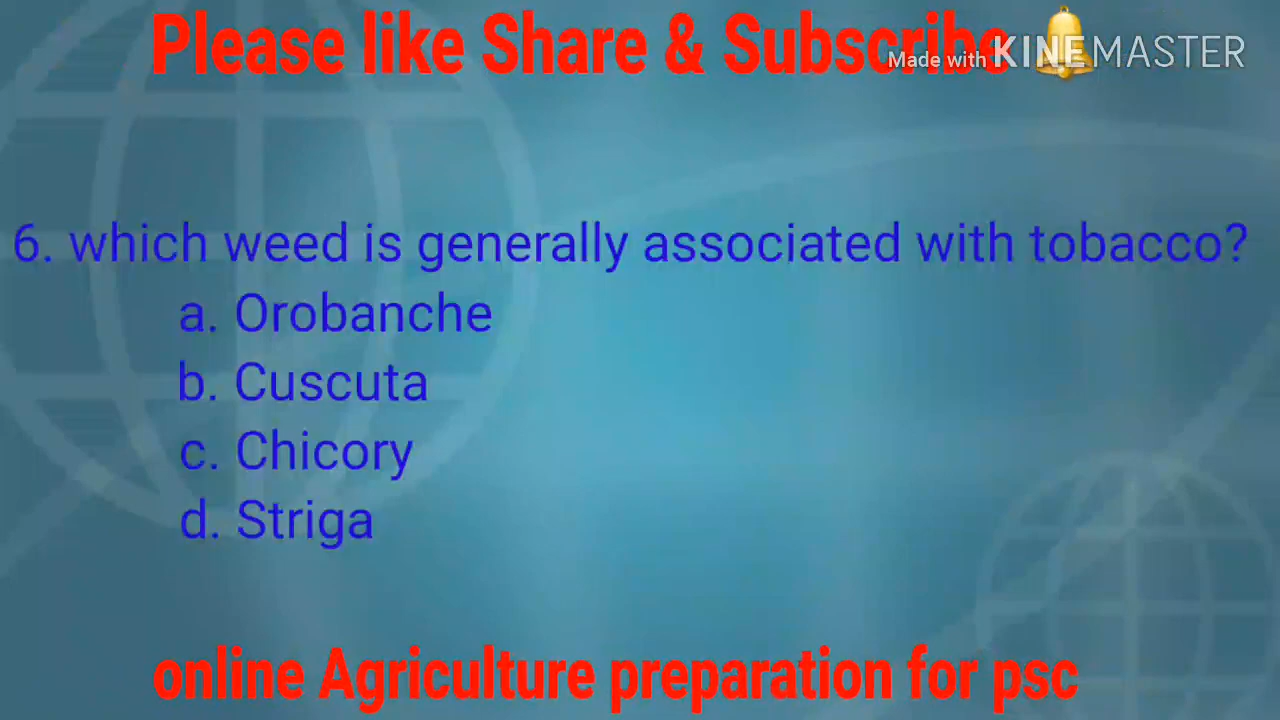 Please like Share & Subscribe 🔔
Made with KINEMASTER
6. which weed is generally associated with tobacco?
a. Orobanche
b. Cuscuta
c. Chicory
d. Striga
online Agriculture preparation for psc